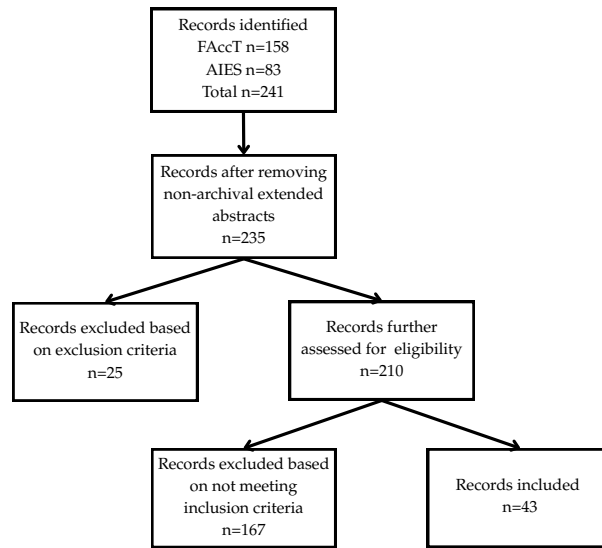 Records identified
FAccT n=158
AIES n=83
Total n=241
Records after removing
non-archival extended
abstracts
n=235
Records excluded based
on exclusion criteria
n=25
Records further
assessed for eligibility
n=210
Records excluded based
on not meeting
inclusion criteria
n=167
Records included
n=43